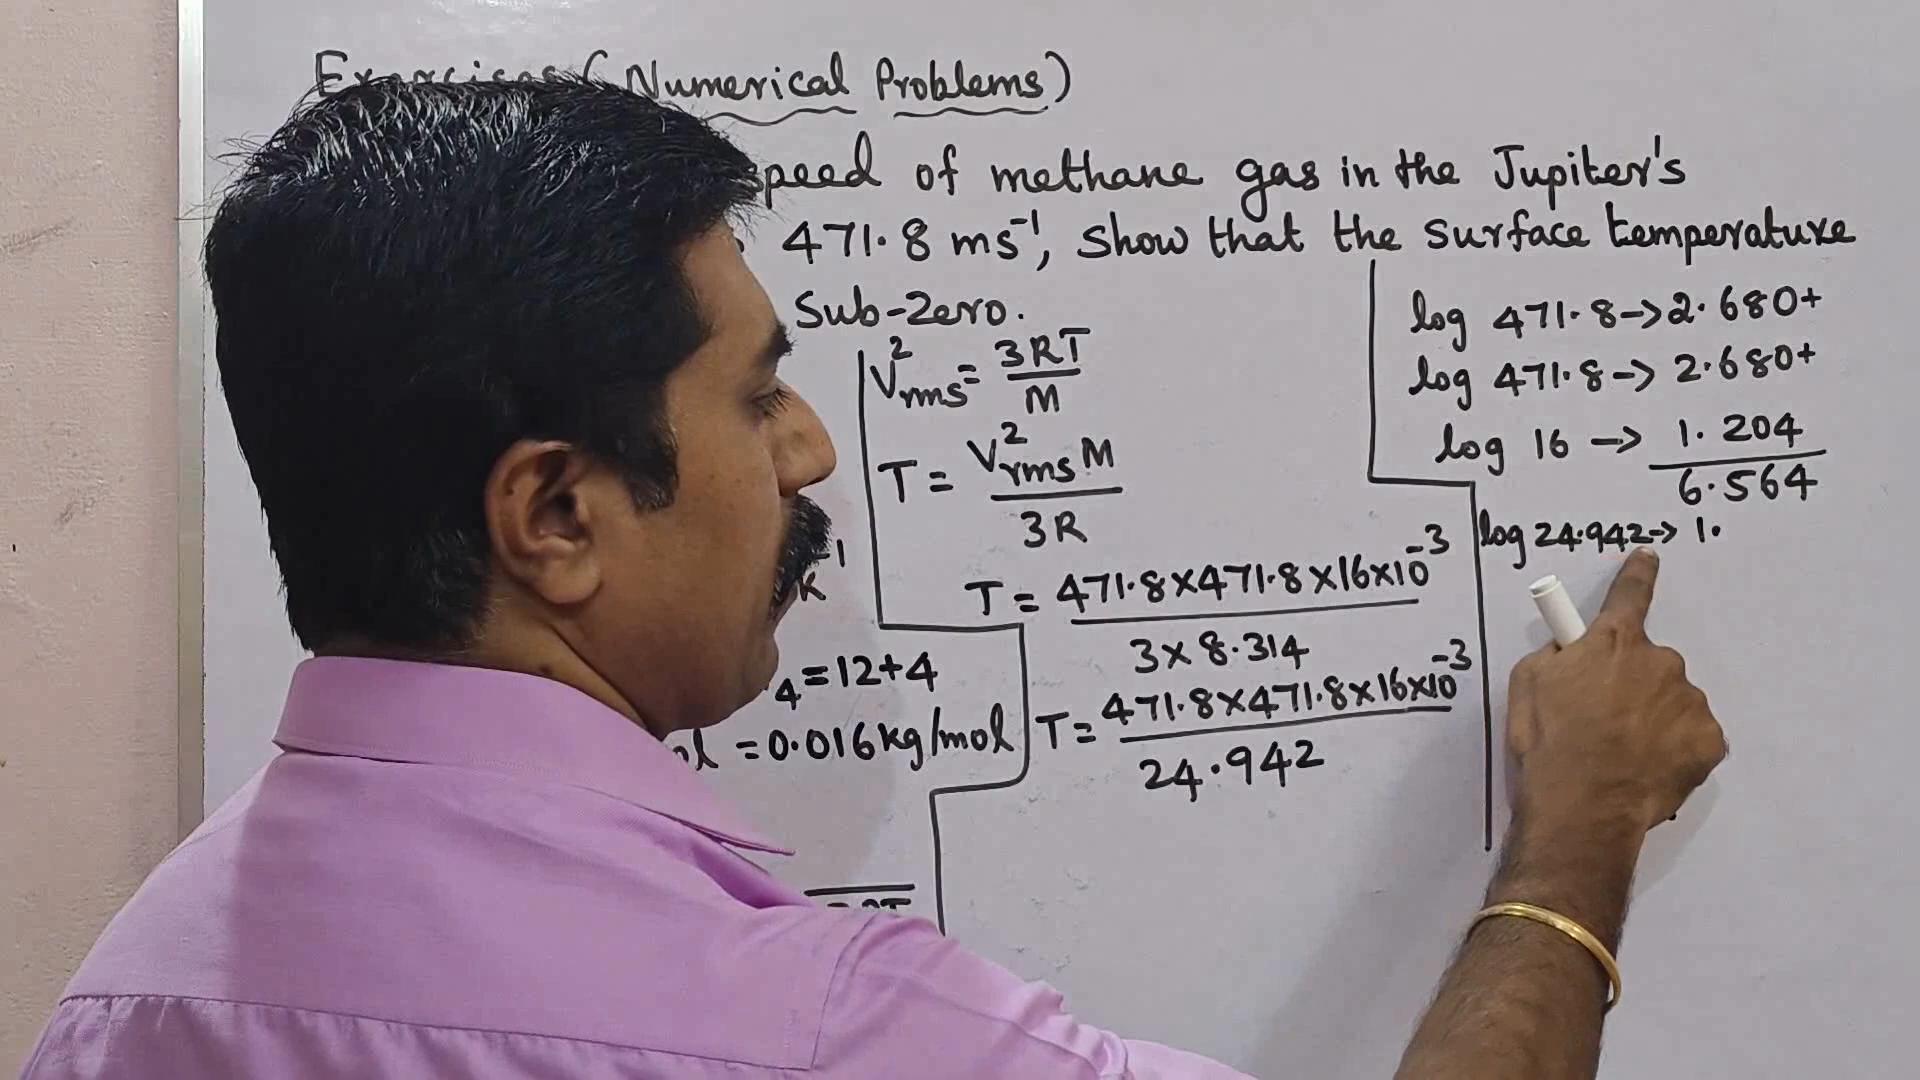 (Numerical Problems)
speed of methane gas in the Jupiter's
471.8 ms⁻¹, Show that the Surface temperature
Sub-Zero.
V²rms = 3RT / M
T = V²rms M / 3R
K⁻¹
4 = 12+4
= 0.016 kg/mol
T = 471.8×471.8×16×10⁻³ / 3×8.314
T = 471.8×471.8×16×10⁻³ / 24.942
log 471.8 -> 2.680+
log 471.8 -> 2.680+
log 16 -> 1.204
6.564
log 24.942 -> 1.